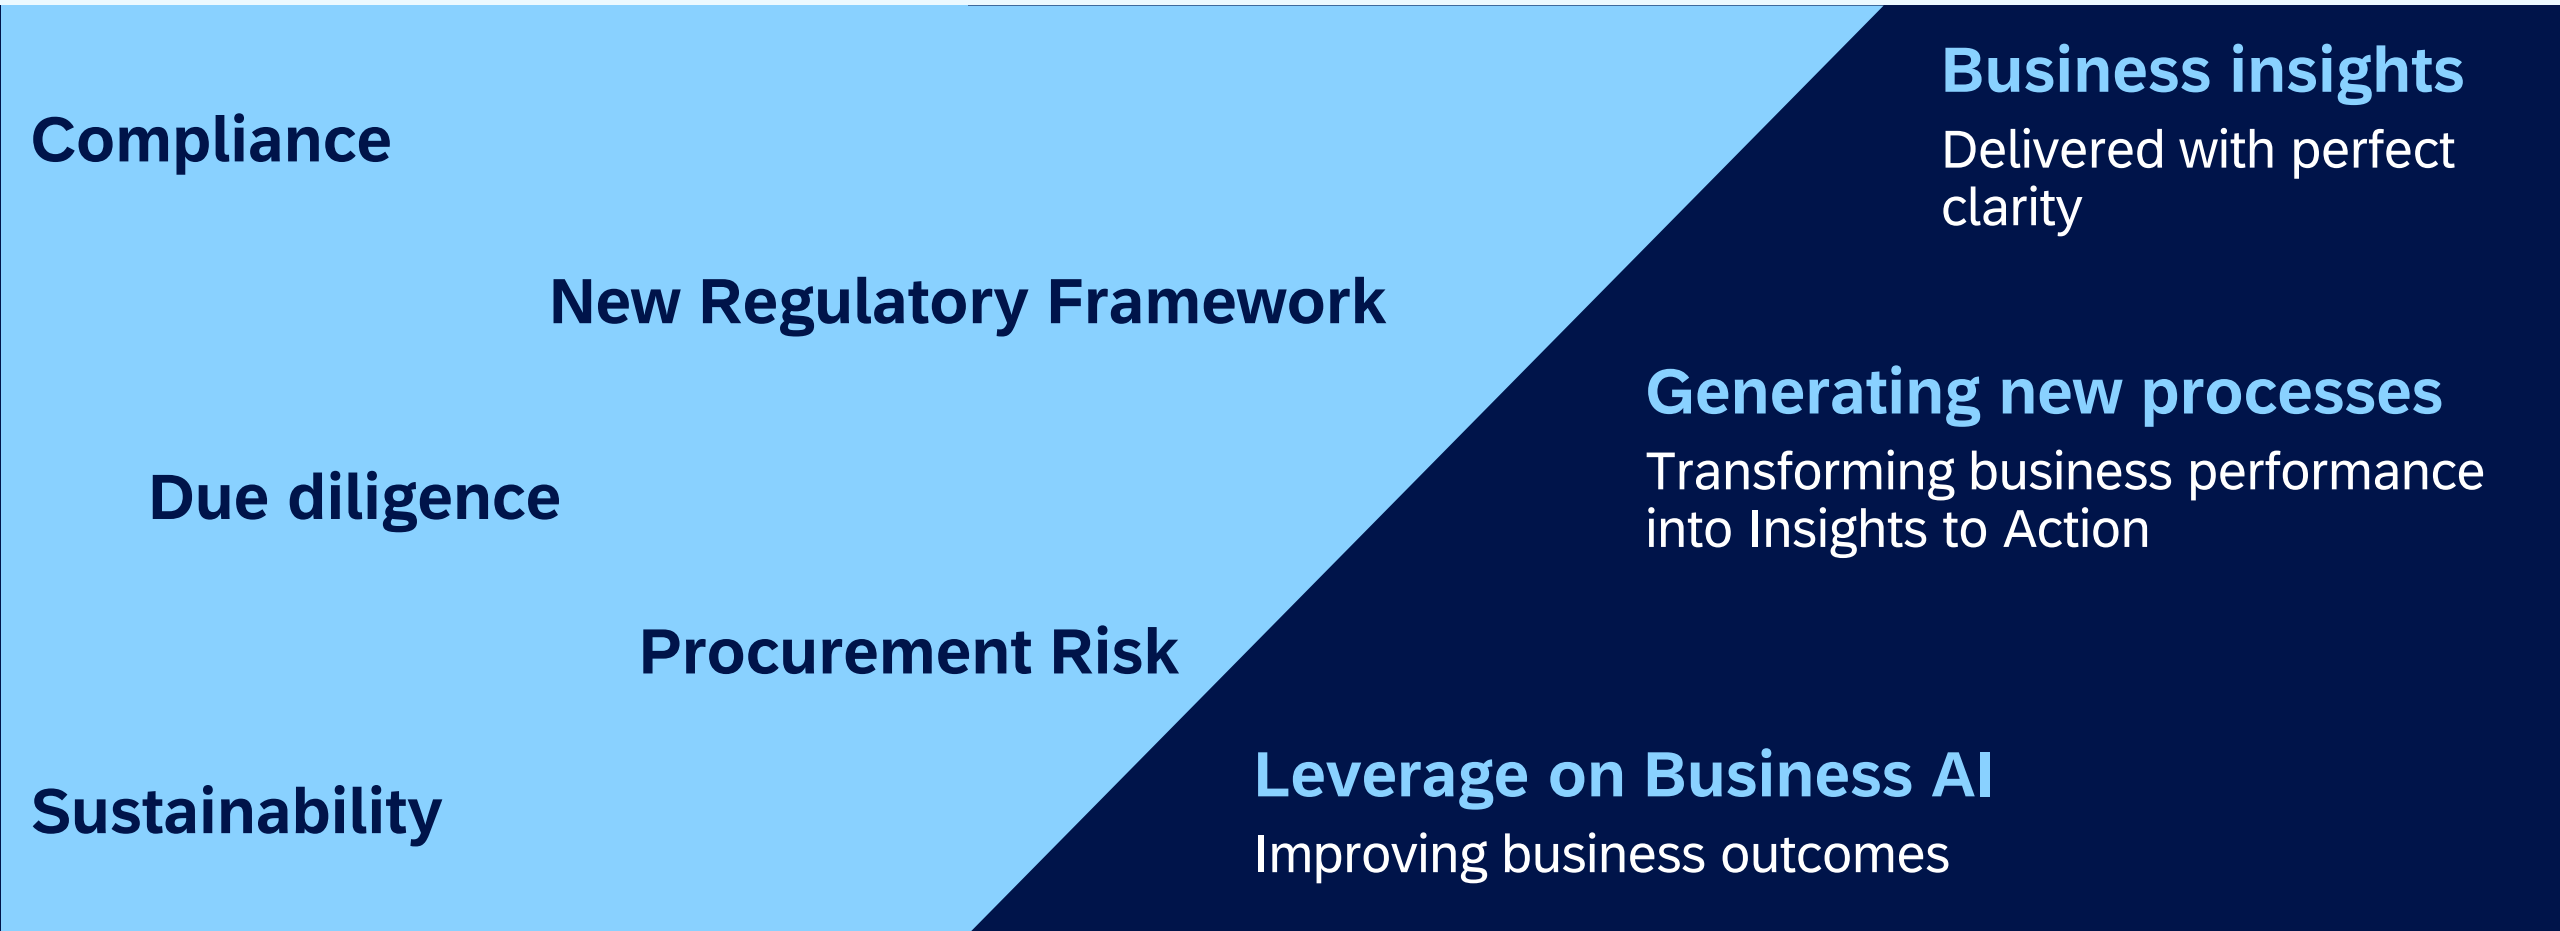 Compliance
New Regulatory Framework
Due diligence
Procurement Risk
Sustainability
Business insights
Delivered with perfect
clarity
Generating new processes
Transforming business performance
into Insights to Action
Leverage on Business AI
Improving business outcomes